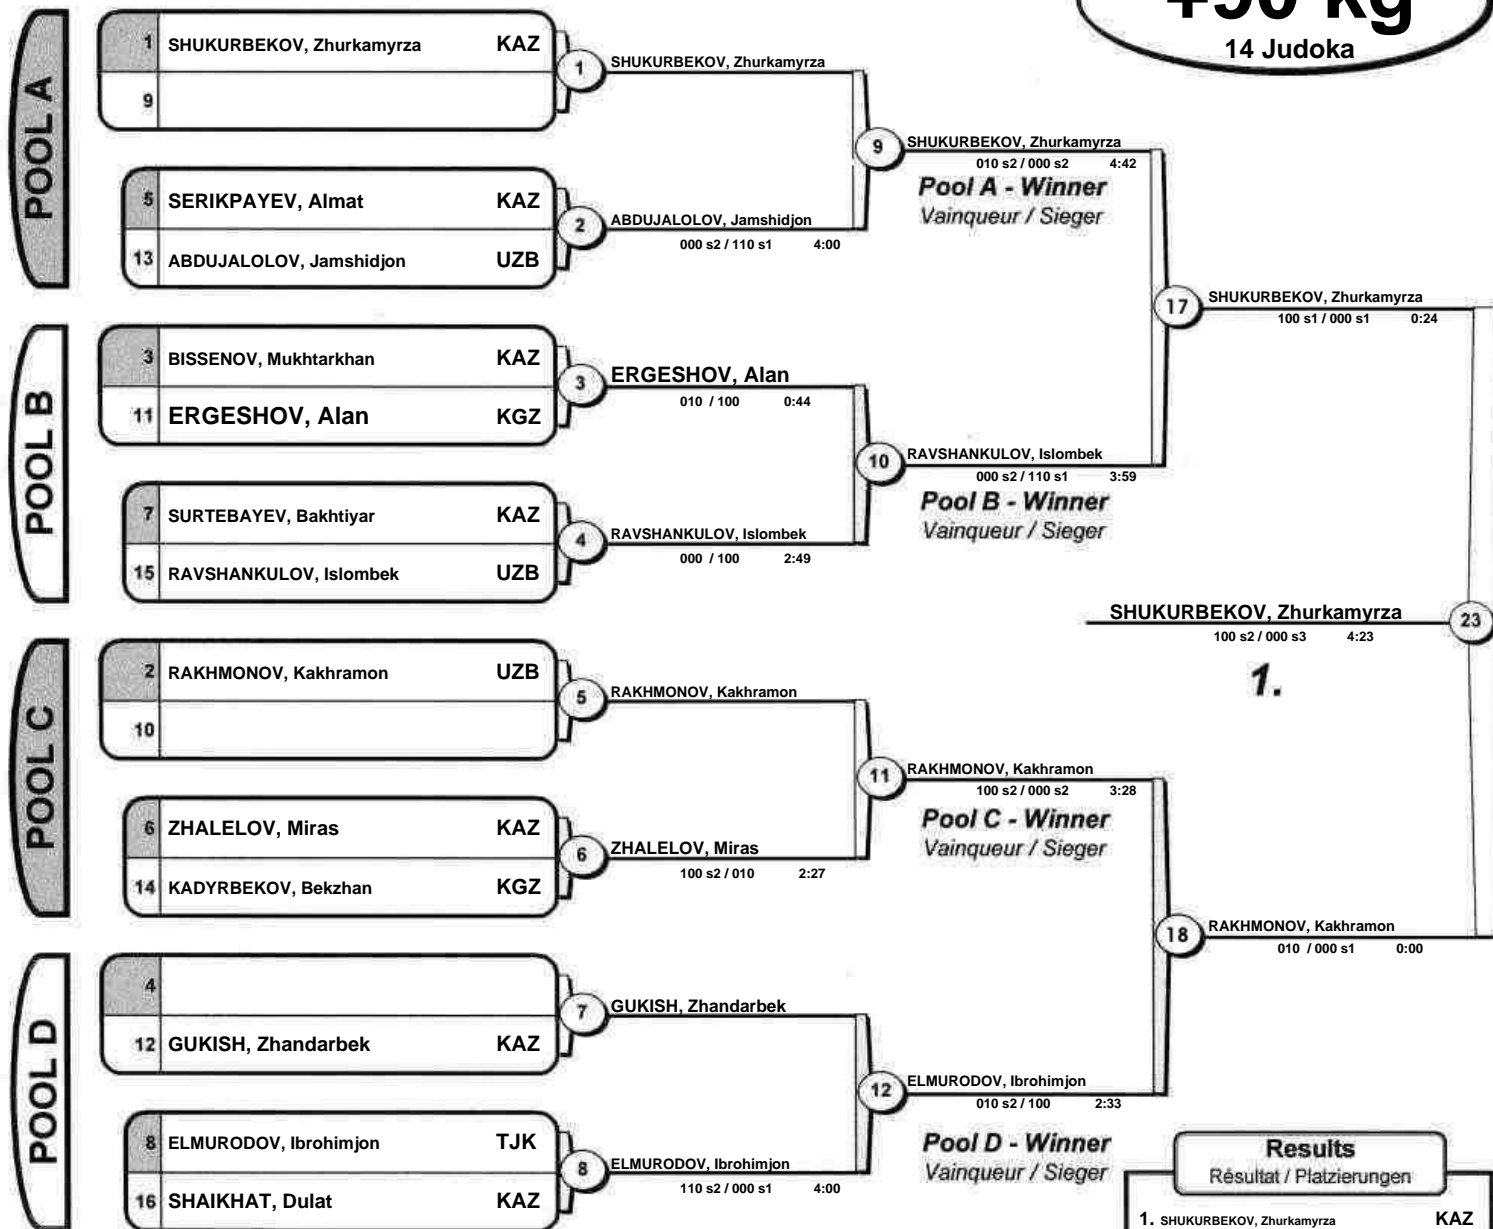 +90 kg
14 Judoka
POOL A
1 SHUKURBEKOV, Zhurkamyrza KAZ
9
5 SERIKPAYEV, Almat KAZ
13 ABDUJALOLOV, Jamshidjon UZB
1 SHUKURBEKOV, Zhurkamyrza
2 ABDUJALOLOV, Jamshidjon
000 s2 / 110 s1 4:00
9 SHUKURBEKOV, Zhurkamyrza
010 s2 / 000 s2 4:42
Pool A - Winner
Vainqueur / Sieger
POOL B
3 BISSENOV, Mukhtarkhan KAZ
11 ERGESHOV, Alan KGZ
7 SURTEBAYEV, Bakhtiyar KAZ
15 RAVSHANKULOV, Islombek UZB
3 ERGESHOV, Alan
010 / 100 0:44
4 RAVSHANKULOV, Islombek
000 / 100 2:49
10 RAVSHANKULOV, Islombek
000 s2 / 110 s1 3:59
Pool B - Winner
Vainqueur / Sieger
17 SHUKURBEKOV, Zhurkamyrza
100 s1 / 000 s1 0:24
SHUKURBEKOV, Zhurkamyrza 23
100 s2 / 000 s3 4:23
1.
POOL C
2 RAKHMONOV, Kakhramon UZB
10
6 ZHALELOV, Miras KAZ
14 KADYRBEKOV, Bekzhan KGZ
5 RAKHMONOV, Kakhramon
6 ZHALELOV, Miras
100 s2 / 010 2:27
11 RAKHMONOV, Kakhramon
100 s2 / 000 s2 3:28
Pool C - Winner
Vainqueur / Sieger
18 RAKHMONOV, Kakhramon
010 / 000 s1 0:00
POOL D
4
12 GUKISH, Zhandarbek KAZ
8 ELMURODOV, Ibrohimjon TJK
16 SHAIKHAT, Dulat KAZ
7 GUKISH, Zhandarbek
8 ELMURODOV, Ibrohimjon
110 s2 / 000 s1 4:00
12 ELMURODOV, Ibrohimjon
010 s2 / 100 2:33
Pool D - Winner
Vainqueur / Sieger
Results
Résultat / Platzierungen
1. SHUKURBEKOV, Zhurkamyrza KAZ